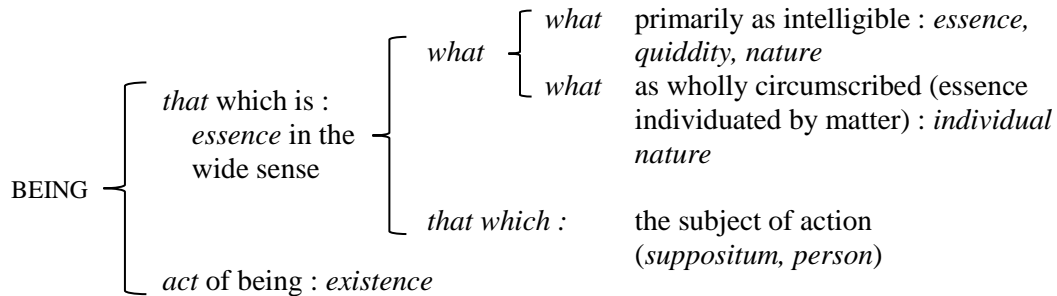 what primarily as intelligible : essence,
quiddity, nature
what
what as wholly circumscribed (essence
individuated by matter) : individual
nature
that which is :
essence in the
wide sense
BEING
that which : the subject of action
(suppositum, person)
act of being : existence